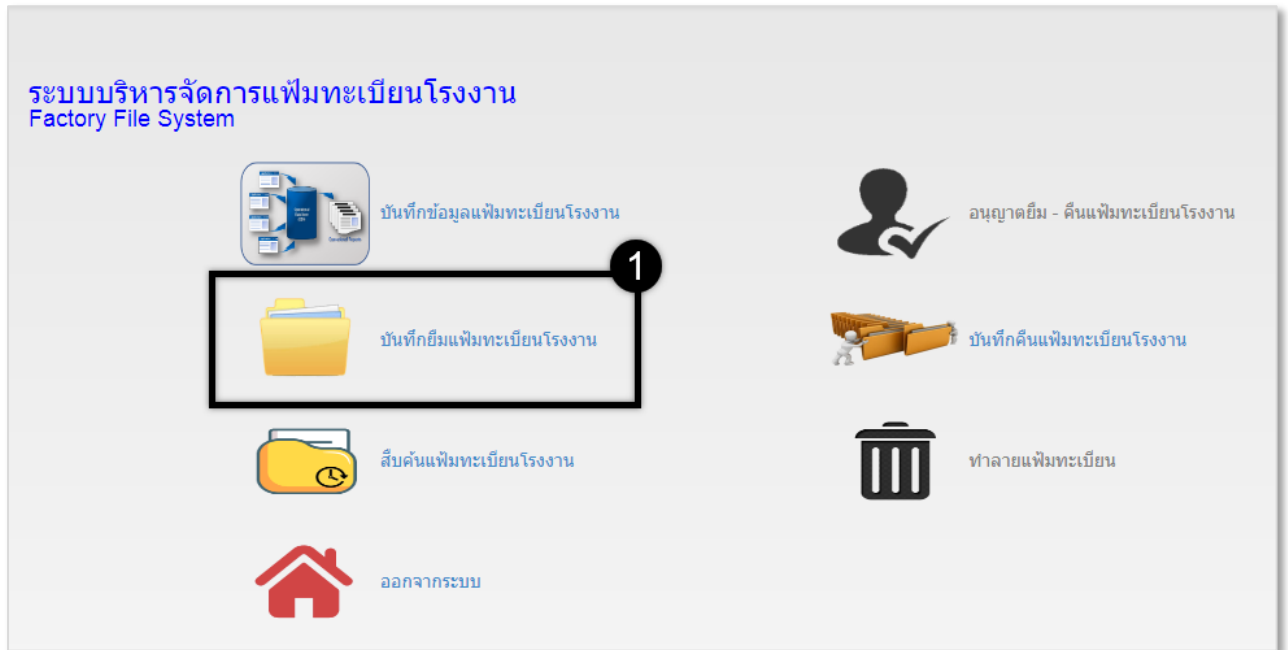 ระบบบริหารจัดการแฟ้มทะเบียนโรงงาน
Factory File System
บันทึกข้อมูลแฟ้มทะเบียนโรงงาน
อนุญาตยืม - คืนแฟ้มทะเบียนโรงงาน
1
บันทึกยืมแฟ้มทะเบียนโรงงาน
บันทึกคืนแฟ้มทะเบียนโรงงาน
สืบค้นแฟ้มทะเบียนโรงงาน
ทำลายแฟ้มทะเบียน
ออกจากระบบ